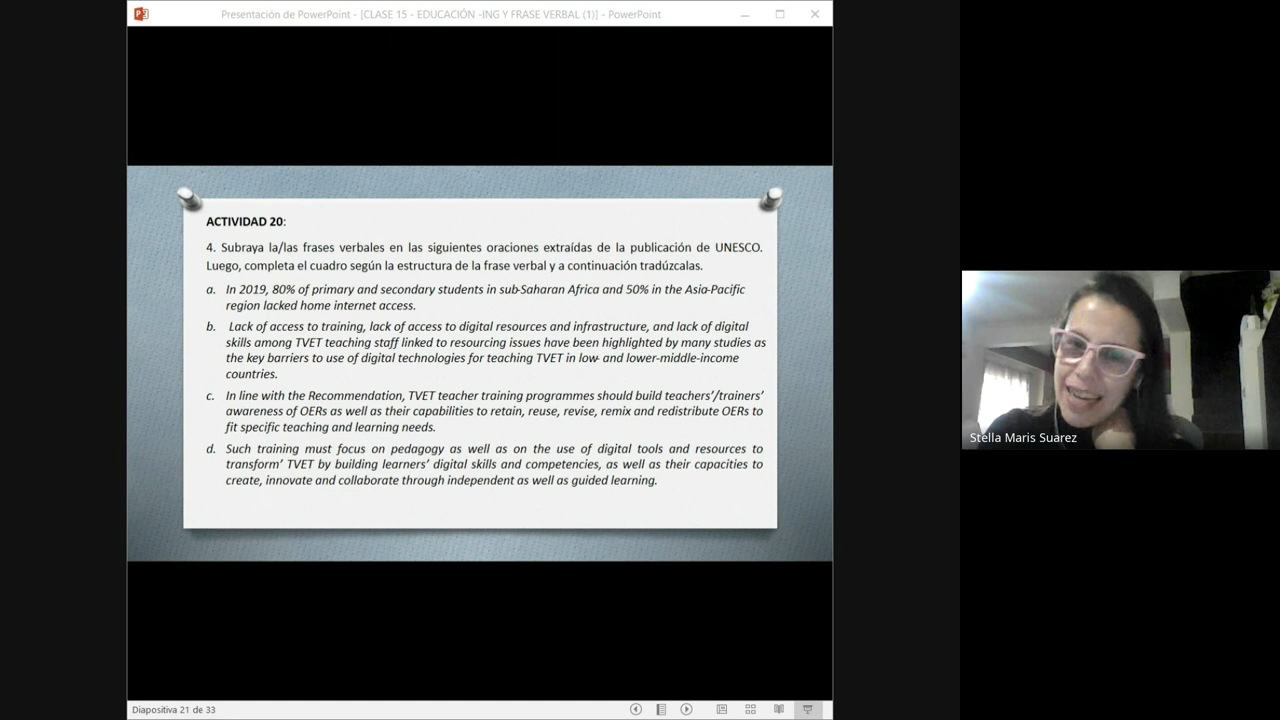 Presentación de PowerPoint - [CLASE 15 - EDUCACIÓN -ING Y FRASE VERBAL (1)] - PowerPoint
ACTIVIDAD 20:
4. Subraya la/las frases verbales en las siguientes oraciones extraídas de la publicación de UNESCO.
Luego, completa el cuadro según la estructura de la frase verbal y a continuación tradúzcalas.
a. In 2019, 80% of primary and secondary students in sub-Saharan Africa and 50% in the Asia-Pacific
region lacked home internet access.
b. Lack of access to training, lack of access to digital resources and infrastructure, and lack of digital
skills among TVET teaching staff linked to resourcing issues have been highlighted by many studies as
the key barriers to use of digital technologies for teaching TVET in low- and lower-middle-income
countries.
c. In line with the Recommendation, TVET teacher training programmes should build teachers'/trainers'
awareness of OERs as well as their capabilities to retain, reuse, revise, remix and redistribute OERs to
fit specific teaching and learning needs.
d. Such training must focus on pedagogy as well as on the use of digital tools and resources to
transform' TVET by building learners' digital skills and competencies, as well as their capacities to
create, innovate and collaborate through independent as well as guided learning.
Stella Maris Suarez
Diapositiva 21 de 33